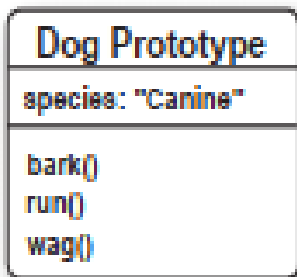 Dog Prototype
species: "Canine"
bark()
run()
wag()